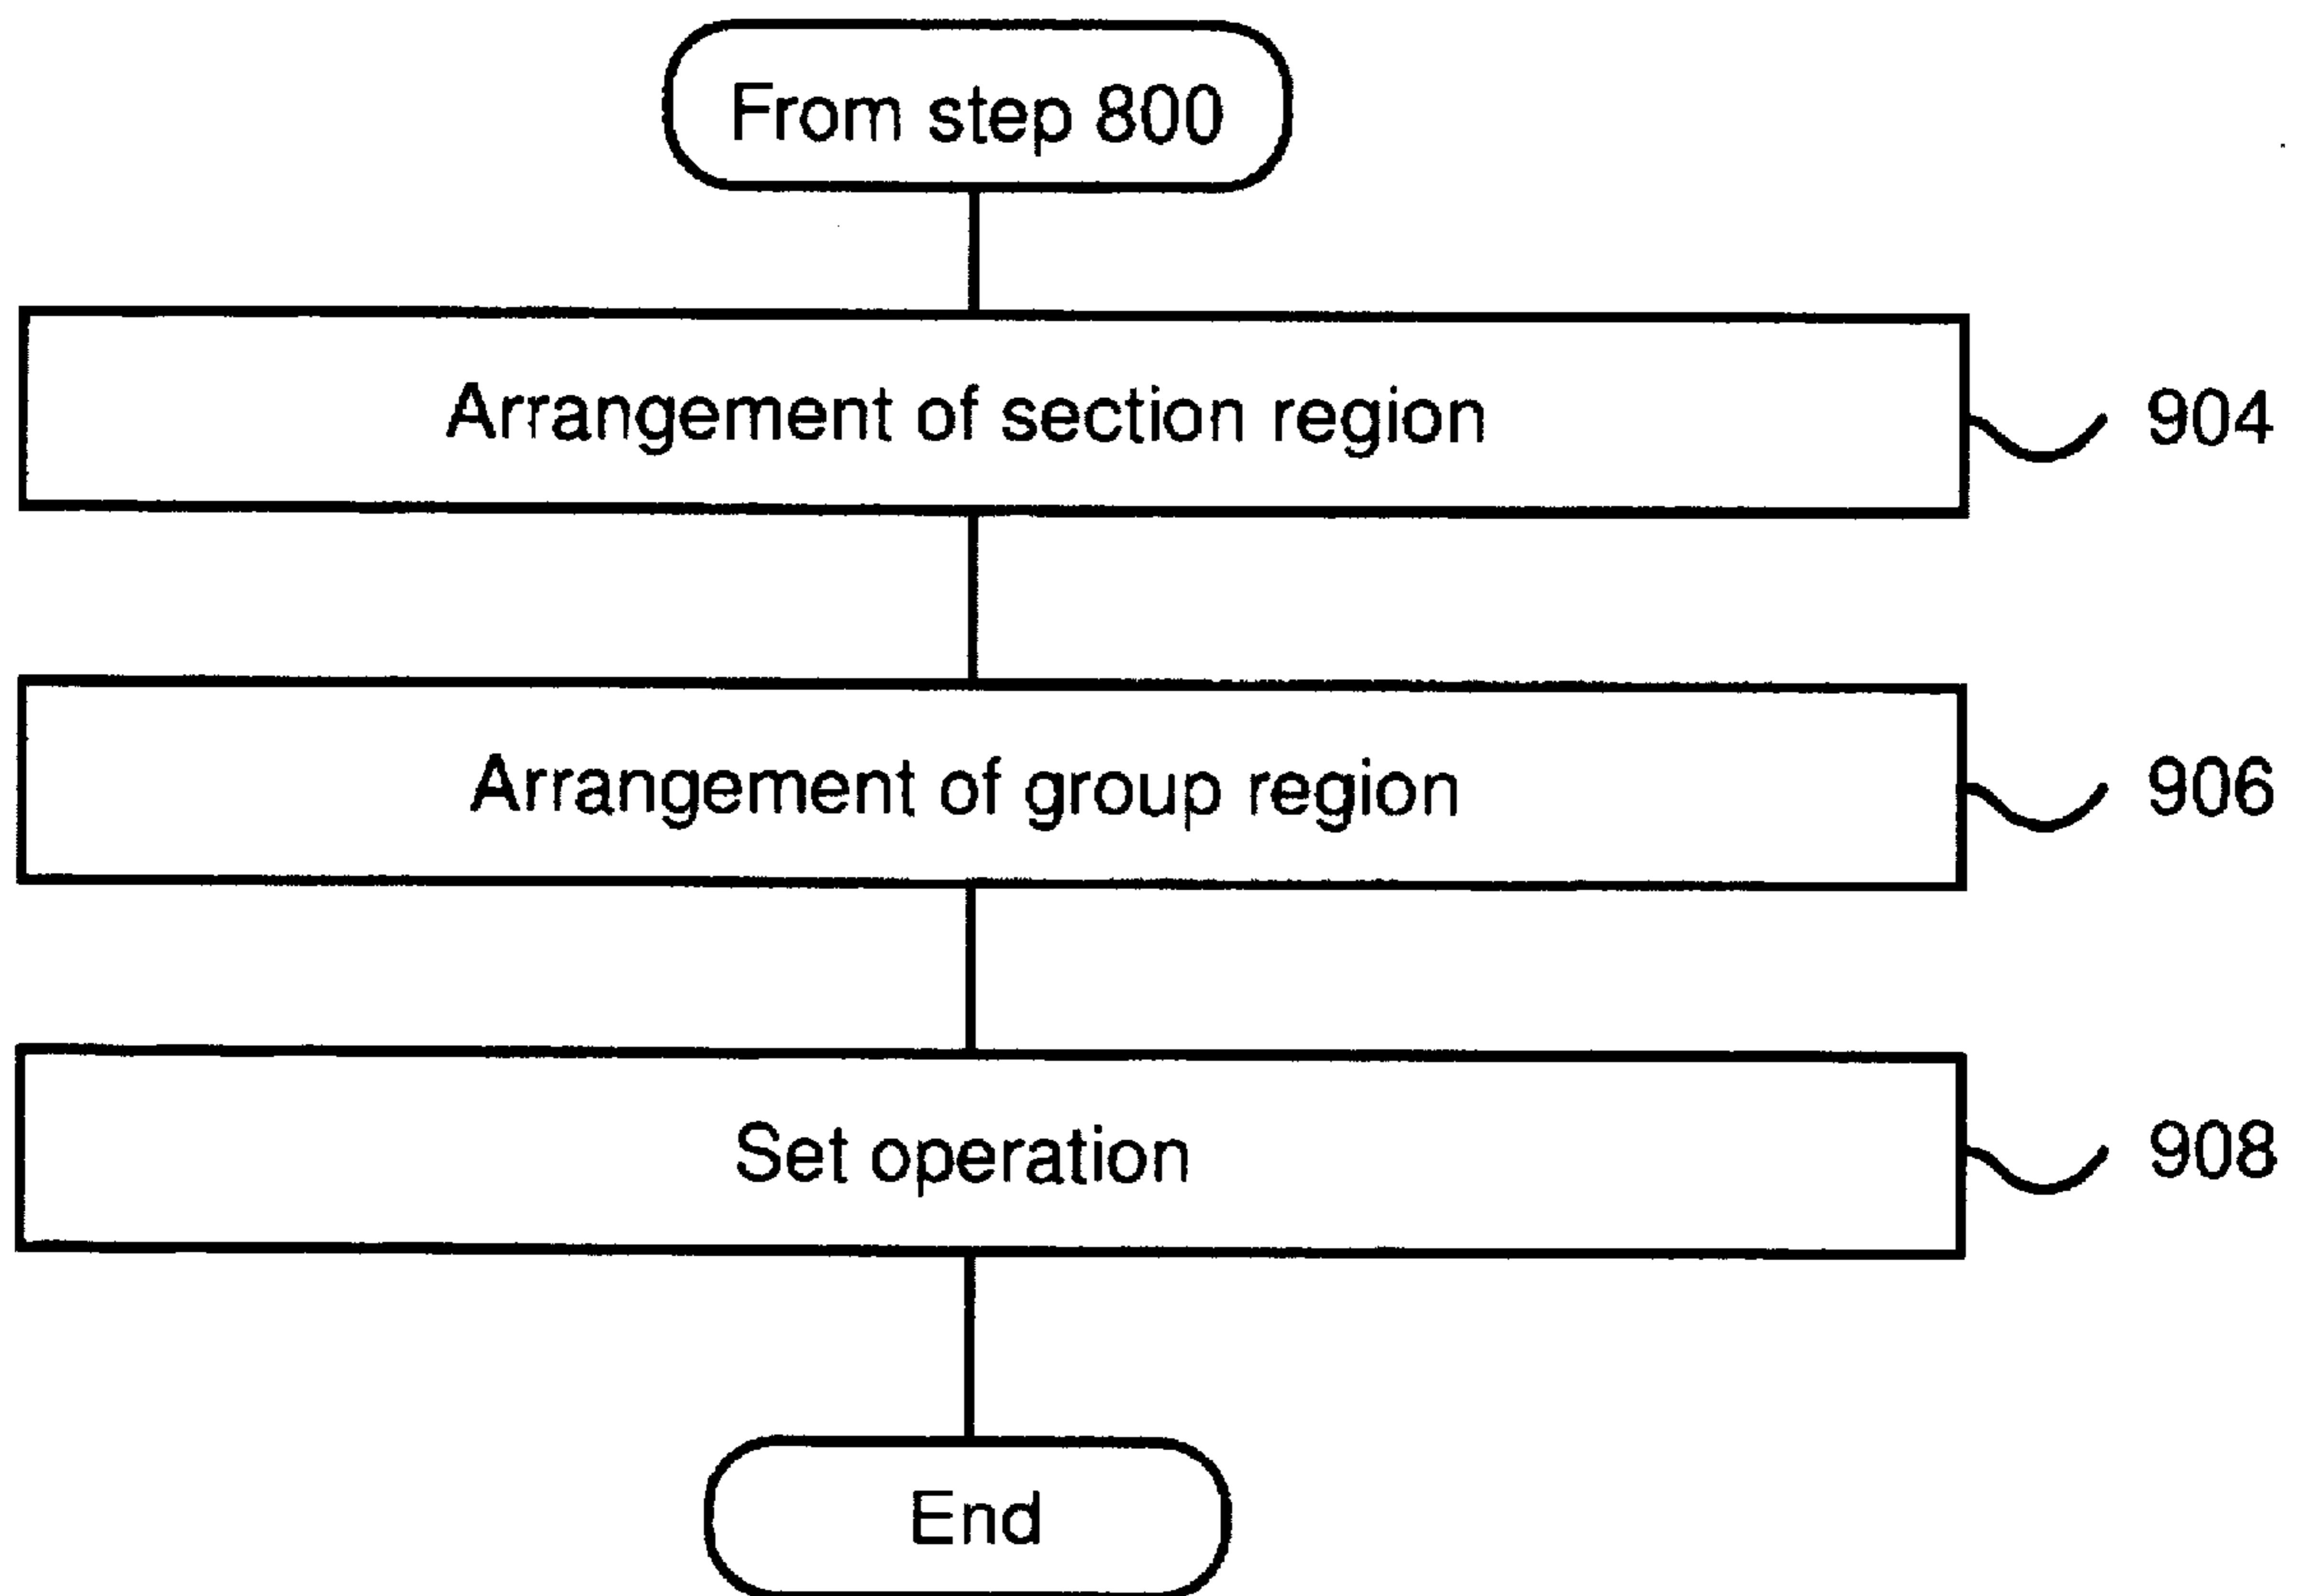 From step 800
Arrangement of section region
904
Arrangement of group region
906
Set operation
908
End